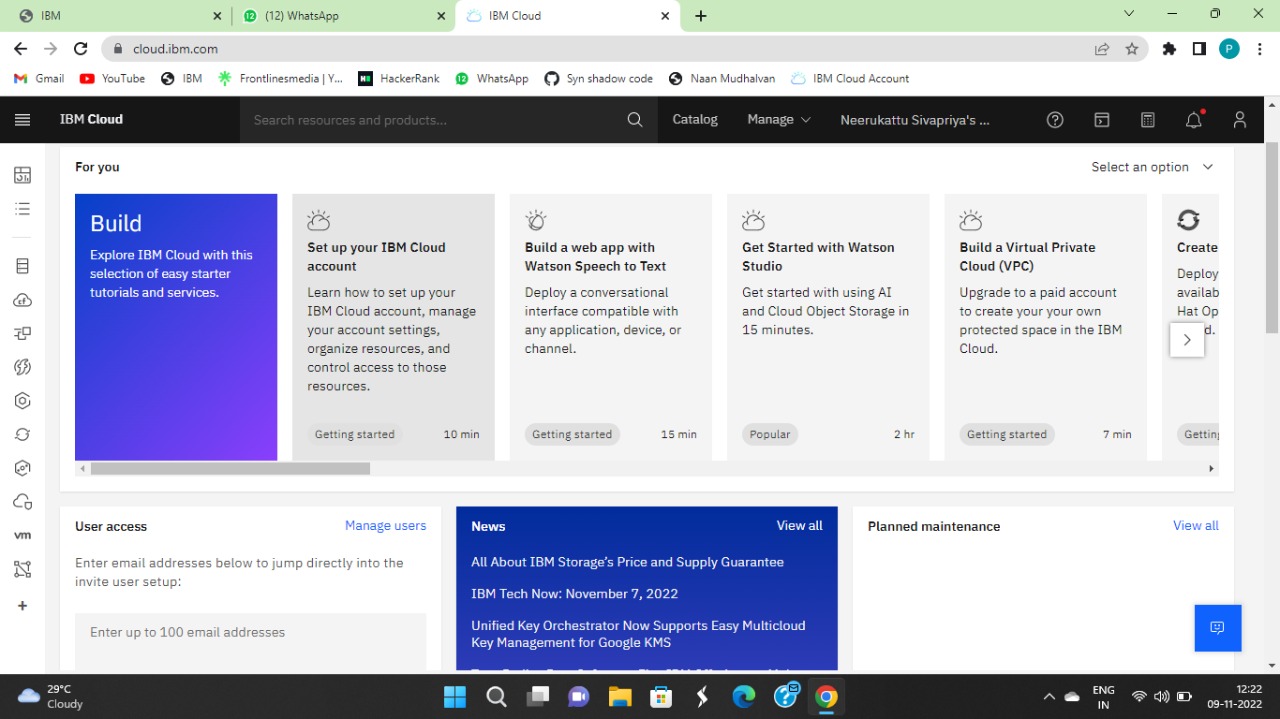 IBM
(12) WhatsApp
IBM Cloud
cloud.ibm.com
P
Gmail
YouTube
IBM
Frontlinesmedia | Y...
HackerRank
WhatsApp
Syn shadow code
Naan Mudhalvan
IBM Cloud Account
IBM Cloud
Search resources and products...
Catalog
Manage
Neerukattu Sivapriya's ...
For you
Select an option
Build
Explore IBM Cloud with this
selection of easy starter
tutorials and services.
Set up your IBM Cloud
account
Learn how to set up your
IBM Cloud account, manage
your account settings,
organize resources, and
control access to those
resources.
Getting started
10 min
Build a web app with
Watson Speech to Text
Deploy a conversational
interface compatible with
any application, device, or
channel.
Getting started
15 min
Get Started with Watson
Studio
Get started with using AI
and Cloud Object Storage in
15 minutes.
Popular
2 hr
Build a Virtual Private
Cloud (VPC)
Upgrade to a paid account
to create your your own
protected space in the IBM
Cloud.
Getting started
7 min
Create
Deploy
availab
Hat Op
User access
Manage users
Enter email addresses below to jump directly into the
invite user setup:
Enter up to 100 email addresses
News
View all
All About IBM Storage's Price and Supply Guarantee
IBM Tech Now: November 7, 2022
Unified Key Orchestrator Now Supports Easy Multicloud
Key Management for Google KMS
Planned maintenance
View all
vm
29°C
Cloudy
ENG
IN
12:22
09-11-2022